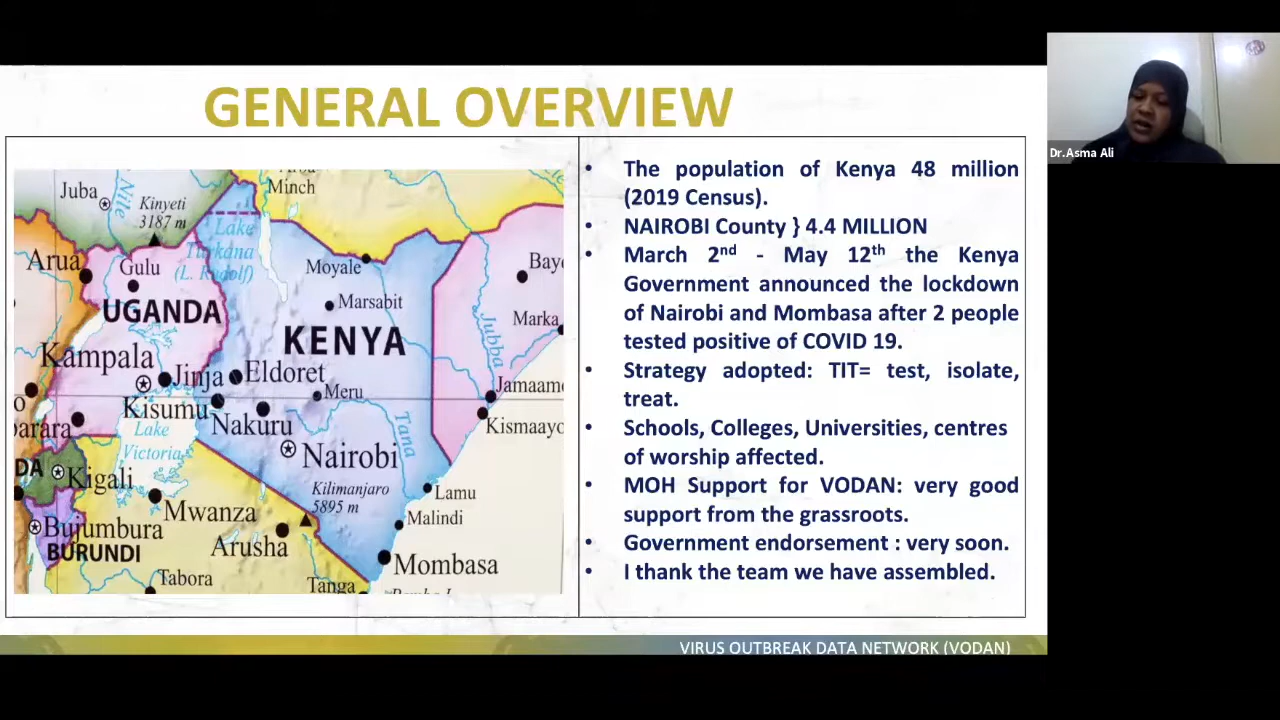 GENERAL OVERVIEW
Minch
Juba
Nile
Kinyeti
3187 m
Lake
Turkana
(L. Rudolf)
Arua
Gulu
Moyale
Bay
UGANDA
Marsabit
Marka
KENYA
Jubba
Kampala
Jinja
Eldoret
Meru
Jamaam
Kisumu
Nakuru
Kismaayo
barara
Lake
Victoria
Tana
Nairobi
DA
Kigali
Kilimanjaro
5895 m
Lamu
Mwanza
Malindi
Bujumbura
BURUNDI
Arusha
Mombasa
Tabora
Tanga
• The population of Kenya 48 million
(2019 Census).
• NAIROBI County } 4.4 MILLION
• March 2nd - May 12th the Kenya
Government announced the lockdown
of Nairobi and Mombasa after 2 people
tested positive of COVID 19.
• Strategy adopted: TIT= test, isolate,
treat.
• Schools, Colleges, Universities, centres
of worship affected.
• MOH Support for VODAN: very good
support from the grassroots.
• Government endorsement : very soon.
• I thank the team we have assembled.
VIRUS OUTBREAK DATA NETWORK (VODAN)
Dr.Asma Ali